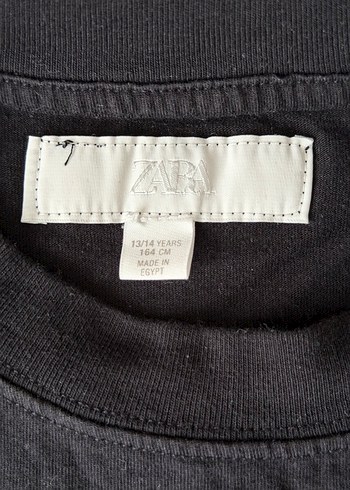 ZARA
13/14 YEARS
164 CM
MADE IN
EGYPT